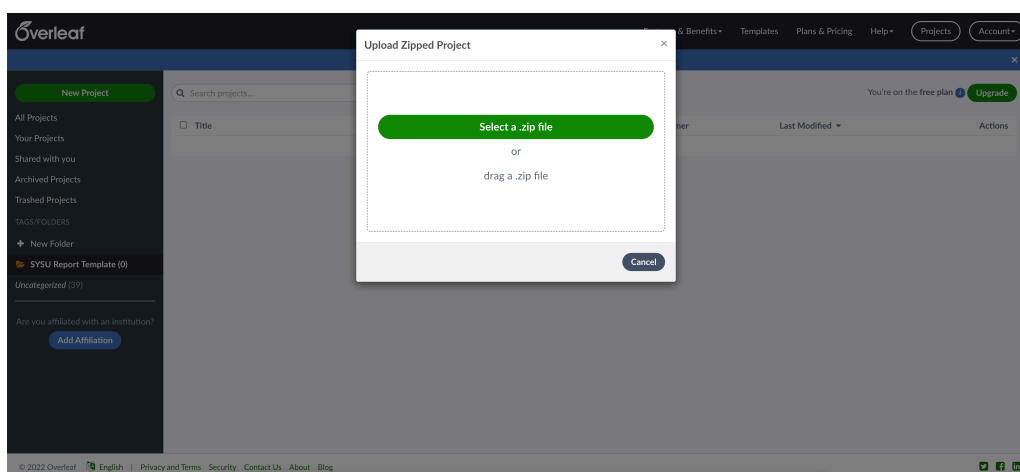 Overleaf
& Benefits
Templates
Plans & Pricing
Help
Projects
Account
Upload Zipped Project
×
×
New Project
Search projects...
You're on the free plan
Upgrade
All Projects
Title
Last Modified
Actions
Select a .zip file
or
drag a .zip file
Your Projects
Shared with you
Archived Projects
Trashed Projects
TAGS/FOLDERS
+ New Folder
SYSU Report Template (0)
Uncategorized (39)
Cancel
Are you affiliated with an institution?
Add Affiliation
© 2022 Overleaf English | Privacy and Terms Security Contact Us About Blog